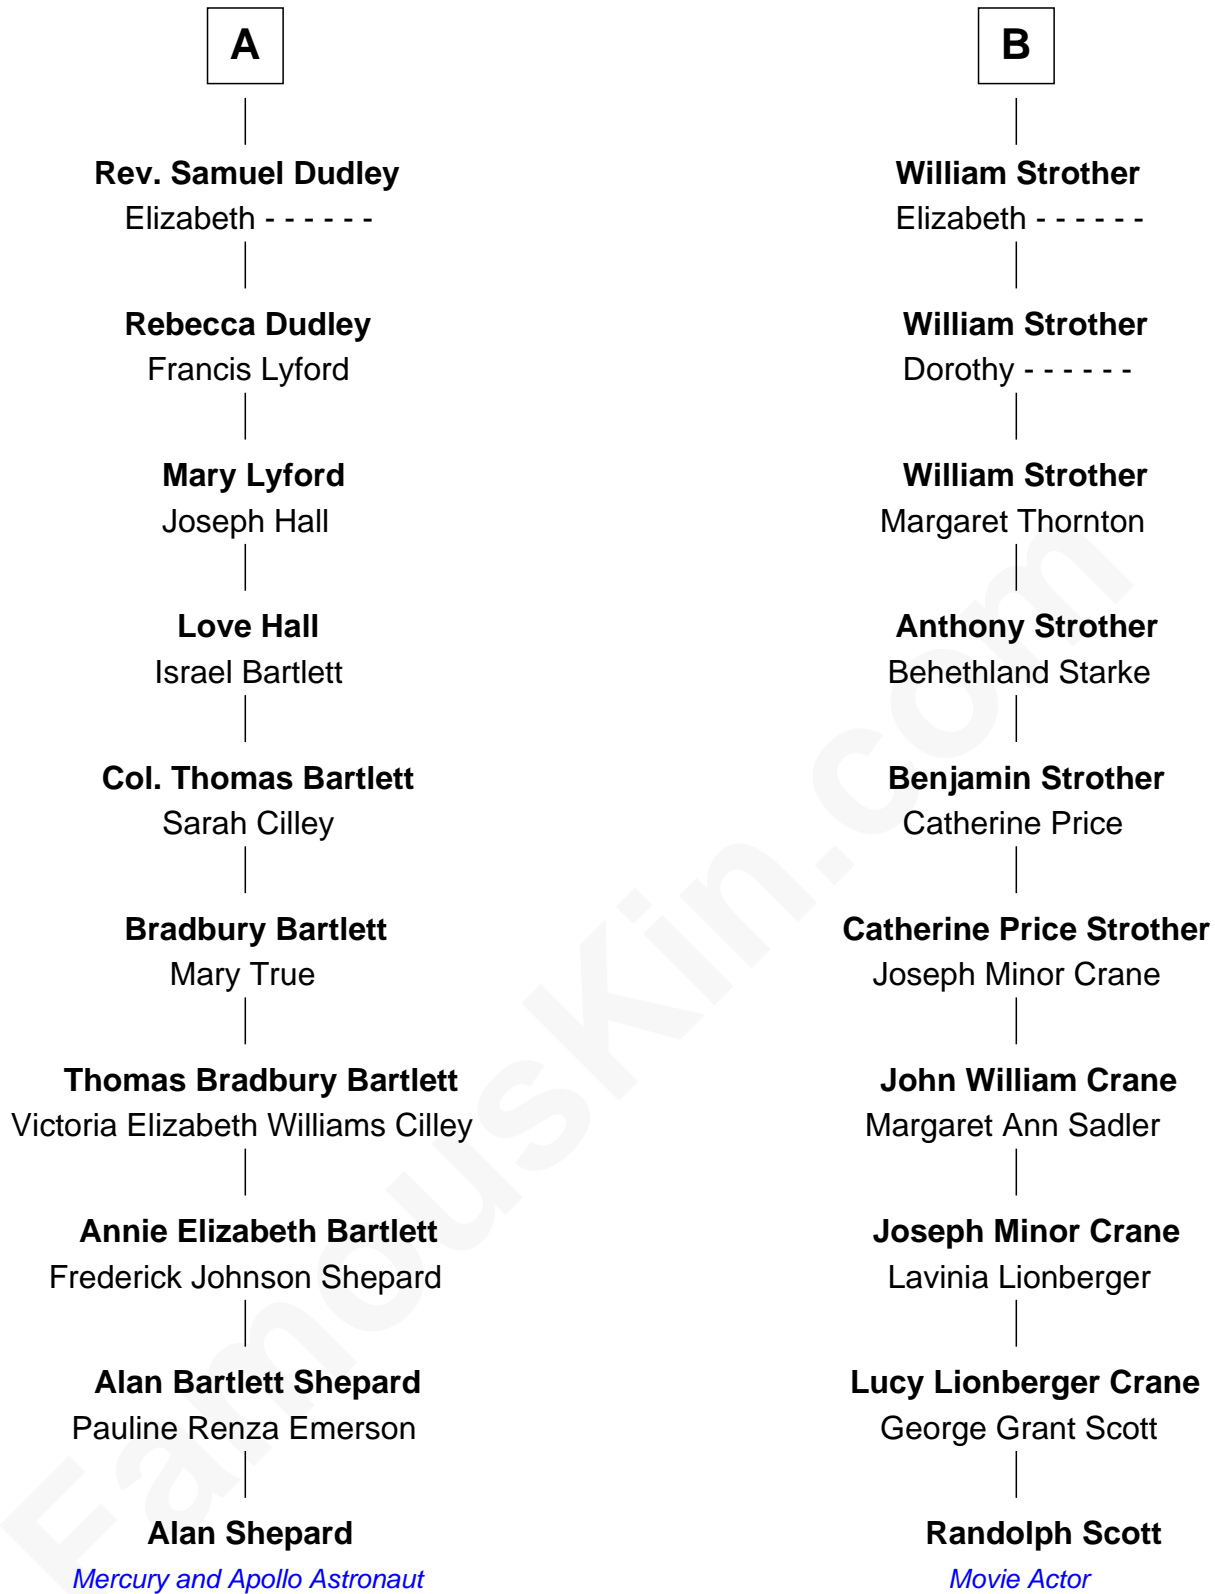 A
Rev. Samuel Dudley
Elizabeth - - - - - -
Rebecca Dudley
Francis Lyford
Mary Lyford
Joseph Hall
Love Hall
Israel Bartlett
Col. Thomas Bartlett
Sarah Cilley
Bradbury Bartlett
Mary True
Thomas Bradbury Bartlett
Victoria Elizabeth Williams Cilley
Annie Elizabeth Bartlett
Frederick Johnson Shepard
Alan Bartlett Shepard
Pauline Renza Emerson
Alan Shepard
Mercury and Apollo Astronaut
B
William Strother
Elizabeth - - - - - -
William Strother
Dorothy - - - - - -
William Strother
Margaret Thornton
Anthony Strother
Behethland Starke
Benjamin Strother
Catherine Price
Catherine Price Strother
Joseph Minor Crane
John William Crane
Margaret Ann Sadler
Joseph Minor Crane
Lavinia Lionberger
Lucy Lionberger Crane
George Grant Scott
Randolph Scott
Movie Actor
FamousKin.com